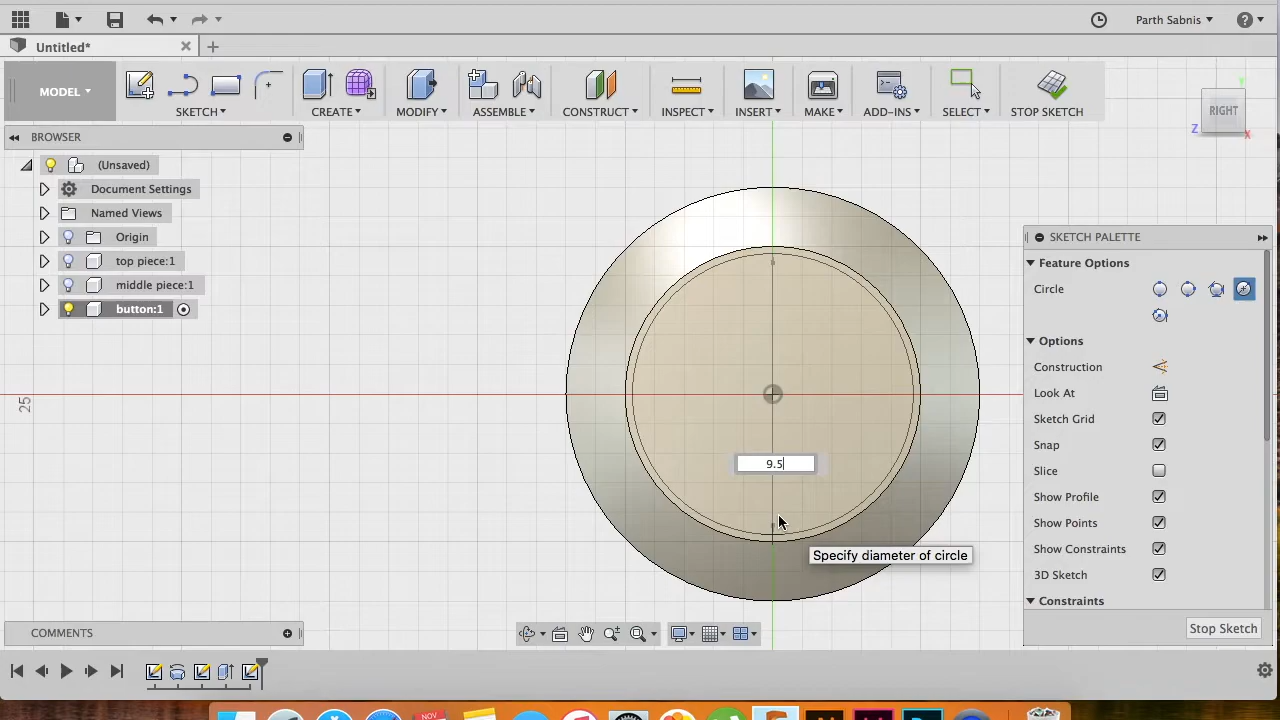 Parth Sabnis
Untitled*
MODEL
SKETCH
CREATE
MODIFY
ASSEMBLE
CONSTRUCT
INSPECT
INSERT
MAKE
ADD-INS
SELECT
STOP SKETCH
Y
RIGHT
Z
X
BROWSER
(Unsaved)
Document Settings
Named Views
Origin
top piece:1
middle piece:1
button:1
25
9.5
Specify diameter of circle
SKETCH PALETTE
Feature Options
Circle
Options
Construction
Look At
Sketch Grid
Snap
Slice
Show Profile
Show Points
Show Constraints
3D Sketch
Constraints
Stop Sketch
COMMENTS
NOV